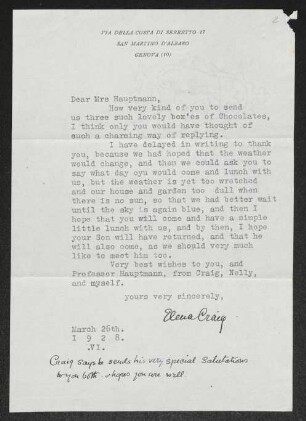 VIA DELLA COSTA DI SERRETTO 17
SAN MARTINO D'ALBARO
GENOVA (19)
Dear Mrs Hauptmann,
How very kind of you to send
us three such lovely box'es of Chocolates,
I think only you would have thought of
such a charming way of replying.
I have delayed in writing to thank
you, because we had hoped that the weather
would change, and then we could ask you to
say what day oyu would come and lunch with
us, but the weather is yet too wretched
and our house and garden too dull when
there is no sun, so that we had better wait
until the sky is again blue, and then I
hope that you will come and have a simple
little lunch with us, and by then, I hope
your Son will have returned, and that he
will also come, as we should very much
like to meet him too.
Very best wishes to you, and
Professer Hauptmann, from Craig, Nelly,
and myself.
yours very sincerely,
Elena Craig
March 26th.
1 9 2 8.
.VI.
Craig says he sends his very special salutations
to you both & hopes you are well.